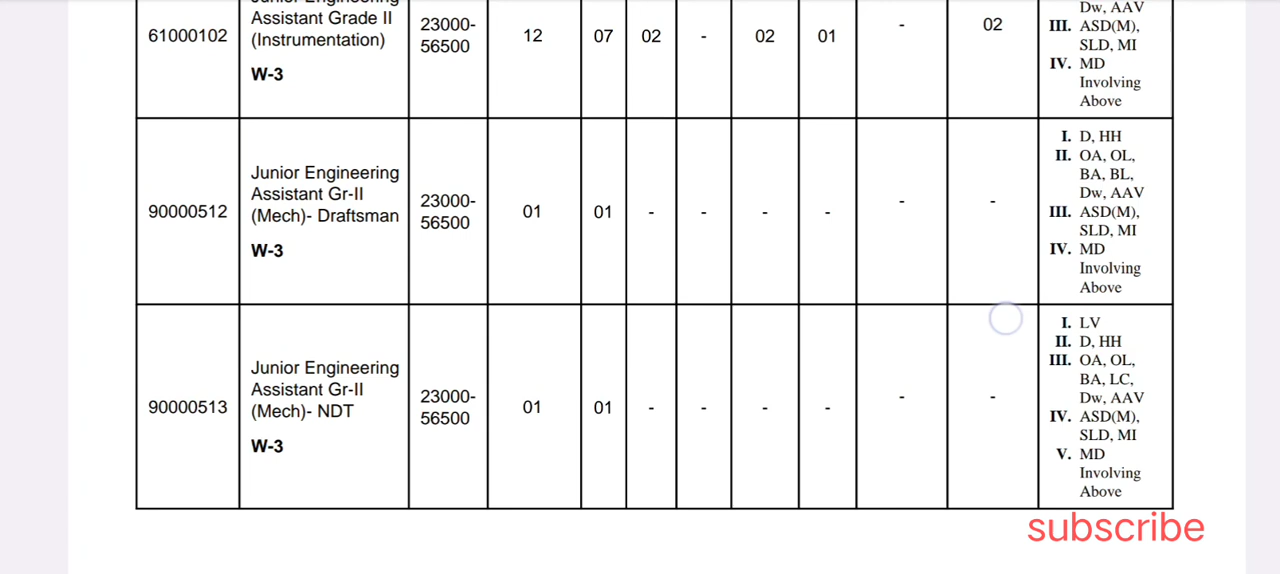 Junior Engineering
Assistant Grade II
(Instrumentation)
W-3
61000102
23000-
56500
12
07
02
-
02
01
-
02
Dw, AAV
III. ASD(M),
SLD, MI
IV. MD
Involving
Above
90000512
Junior Engineering
Assistant Gr-II
(Mech)- Draftsman
W-3
23000-
56500
01
01
-
-
-
-
-
-
I. D, HH
II. OA, OL,
BA, BL,
Dw, AAV
III. ASD(M),
SLD, MI
IV. MD
Involving
Above
90000513
Junior Engineering
Assistant Gr-II
(Mech)- NDT
W-3
23000-
56500
01
01
-
-
-
-
-
-
I. LV
II. D, HH
III. OA, OL,
BA, LC,
Dw, AAV
IV. ASD(M),
SLD, MI
V. MD
Involving
Above
subscribe